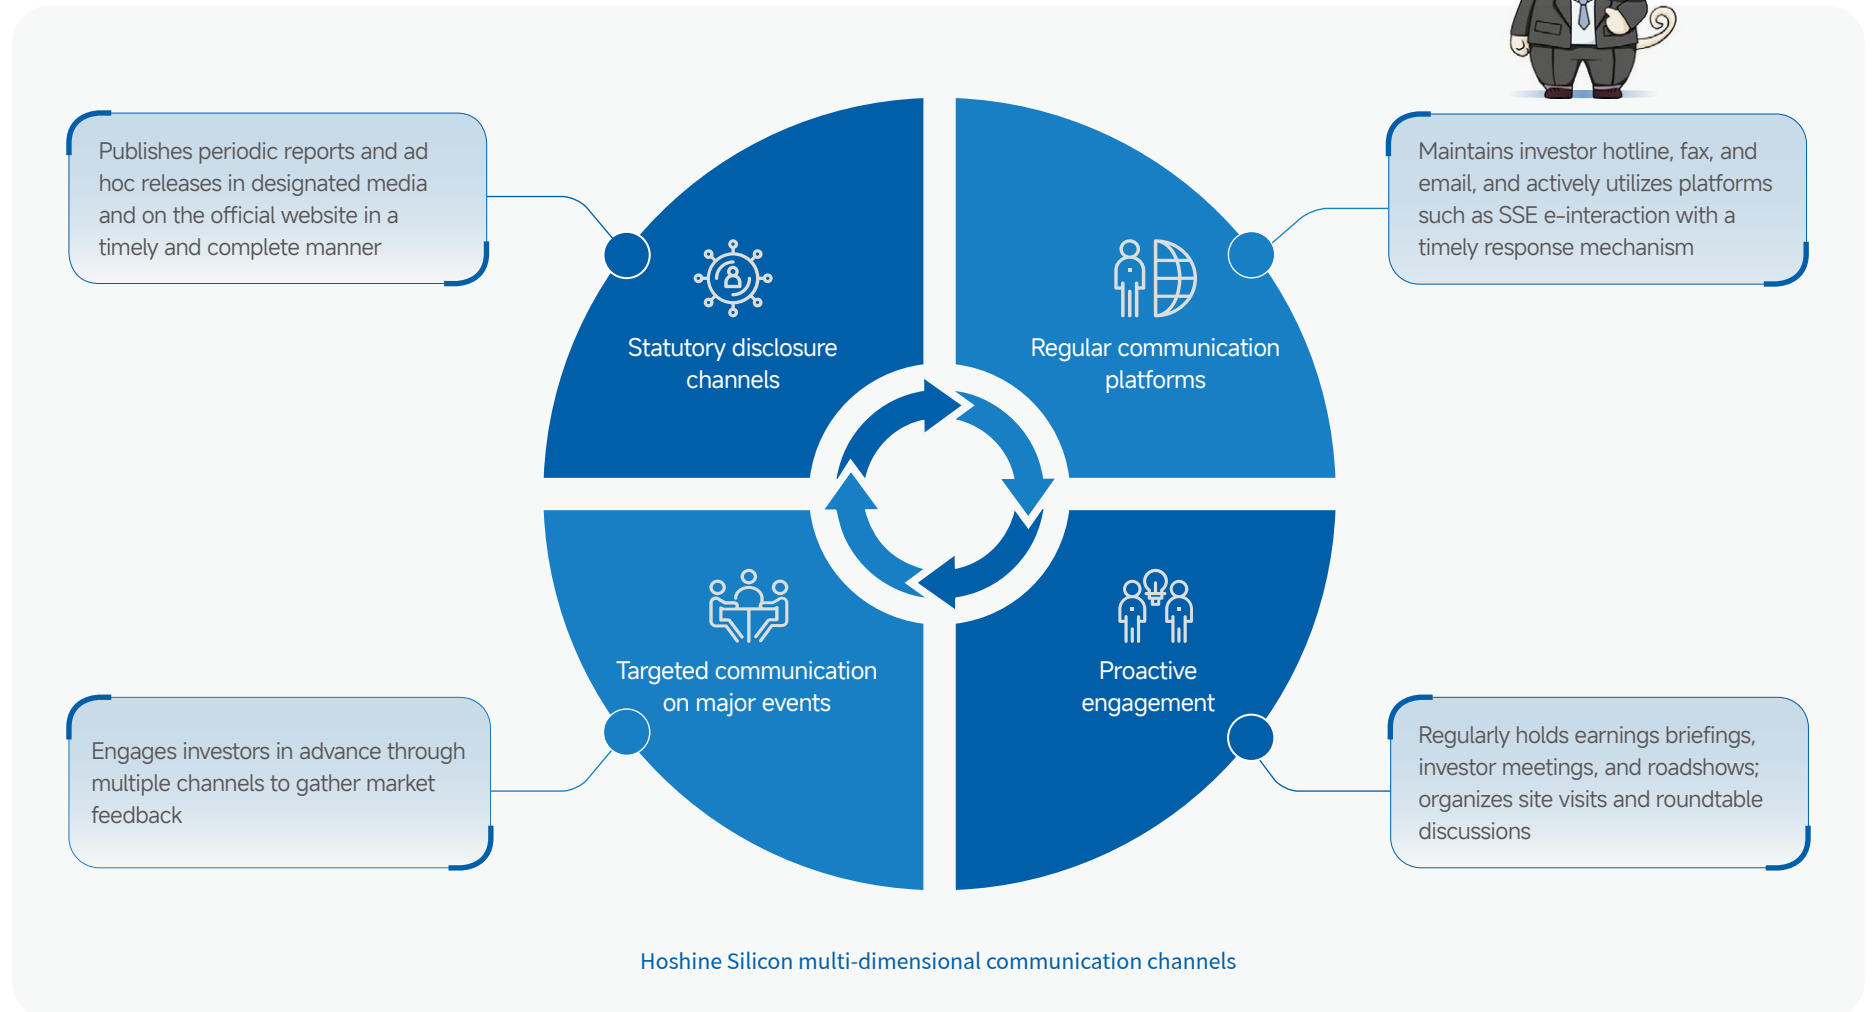 Publishes periodic reports and ad
hoc releases in designated media
and on the official website in a
timely and complete manner
Statutory disclosure
channels
Regular communication
platforms
Maintains investor hotline, fax, and
email, and actively utilizes platforms
such as SSE e-interaction with a
timely response mechanism
Engages investors in advance through
multiple channels to gather market
feedback
Targeted communication
on major events
Proactive
engagement
Regularly holds earnings briefings,
investor meetings, and roadshows;
organizes site visits and roundtable
discussions
Hoshine Silicon multi-dimensional communication channels